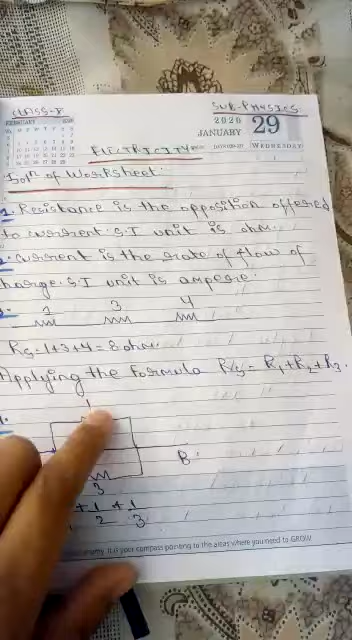 CLASS-X
SUB-PHYSICS
FEBRUARY 2020
2020
JANUARY 29
WEDNESDAY
ELECTRICITY
Soln of Worksheet
1. Resistance is the opposition offered
to current. S.I unit is ohm.
2. Current is the rate of flow of
charge. S.I unit is ampere.
1 3 4
Rs = 1+3+4 = 8 ohm.
Applying the formula Rs = R1+R2+R3.
1
B
3
+ 1/2 + 1/3
it is your compass pointing to the areas where you need to GROW